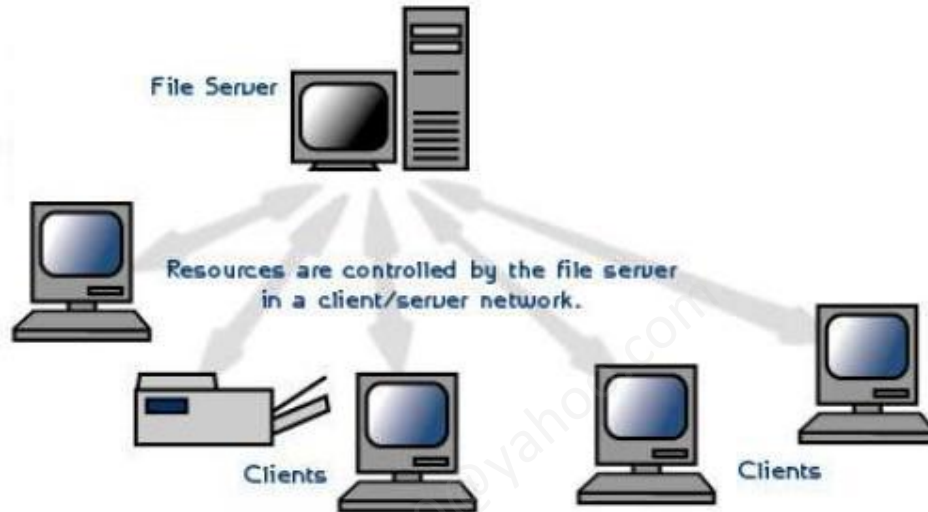 File Server
Resources are controlled by the file server
in a client/server network.
Clients
Clients